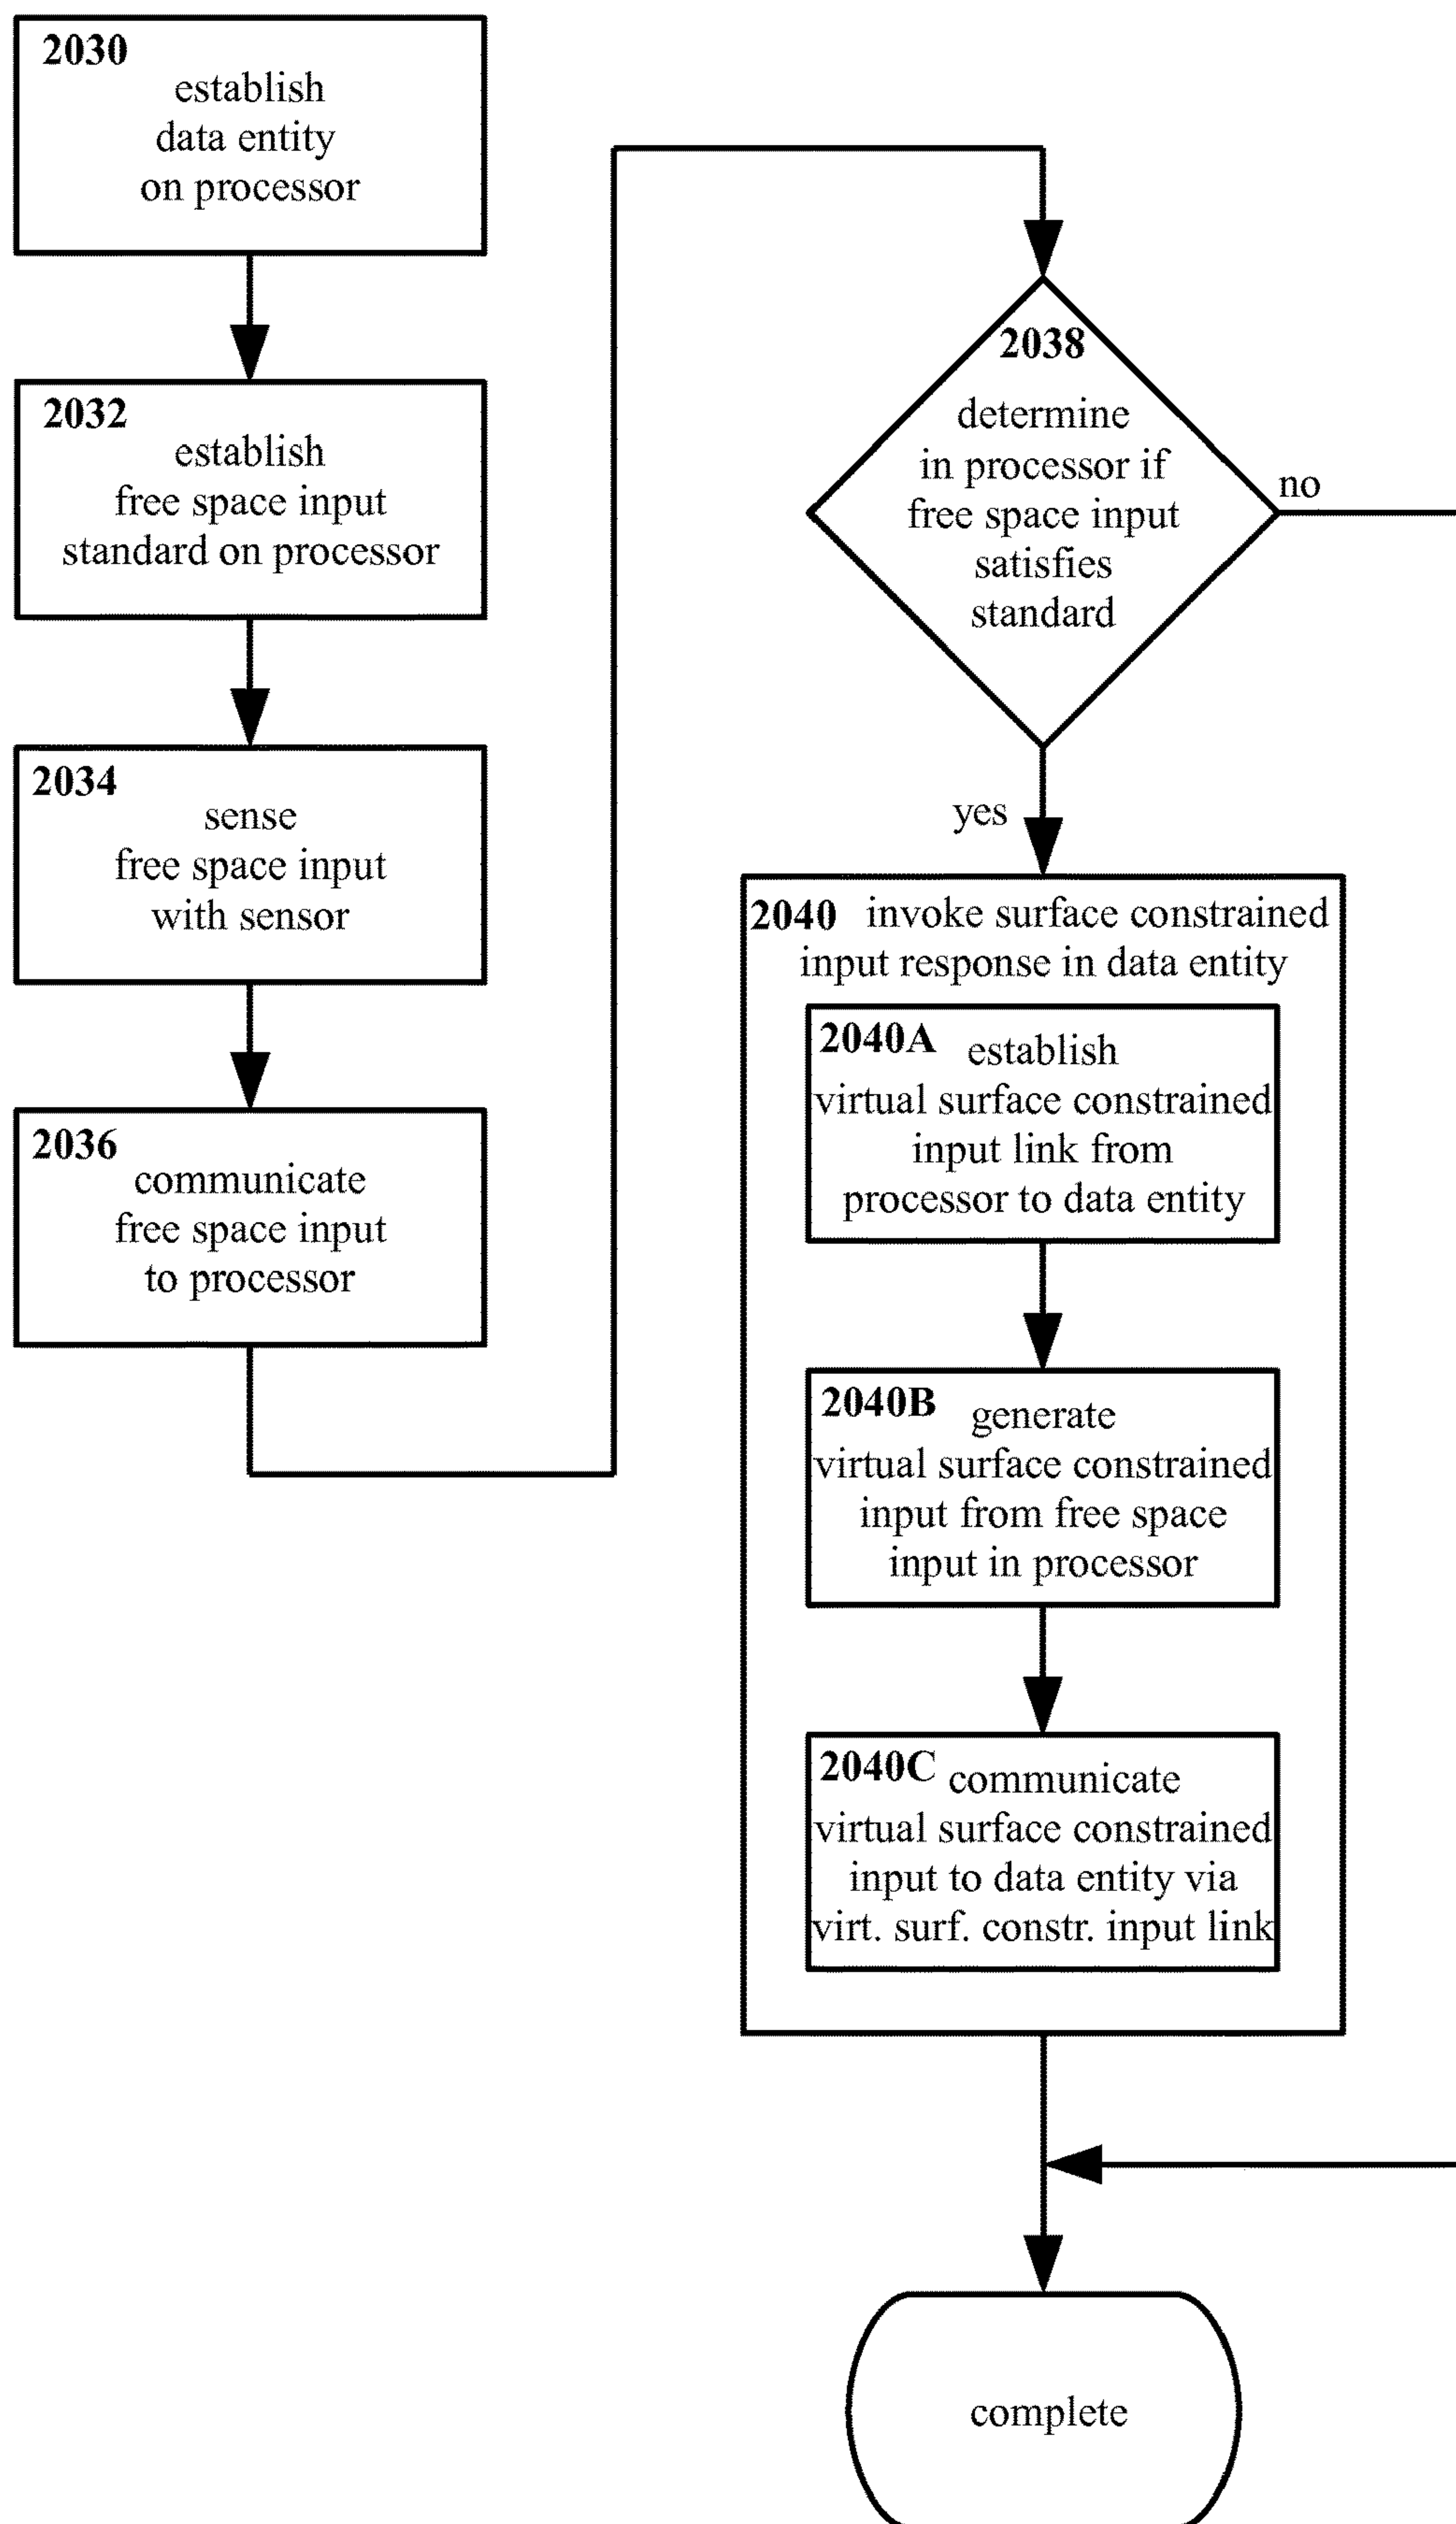 2030
establish
data entity
on processor
2032
establish
free space input
standard on processor
2034
sense
free space input
with sensor
2036
communicate
free space input
to processor
2038
determine
in processor if
free space input
satisfies
standard
no
yes
2040 invoke surface constrained
input response in data entity
2040A establish
virtual surface constrained
input link from
processor to data entity
2040B generate
virtual surface constrained
input from free space
input in processor
2040C communicate
virtual surface constrained
input to data entity via
virt. surf. constr. input link
complete